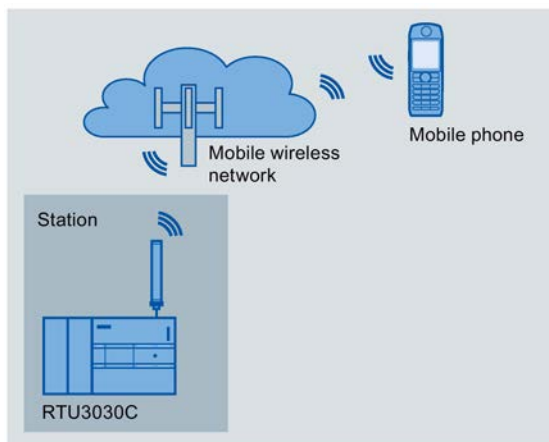 Mobile phone
Mobile wireless
network
Station
RTU3030C